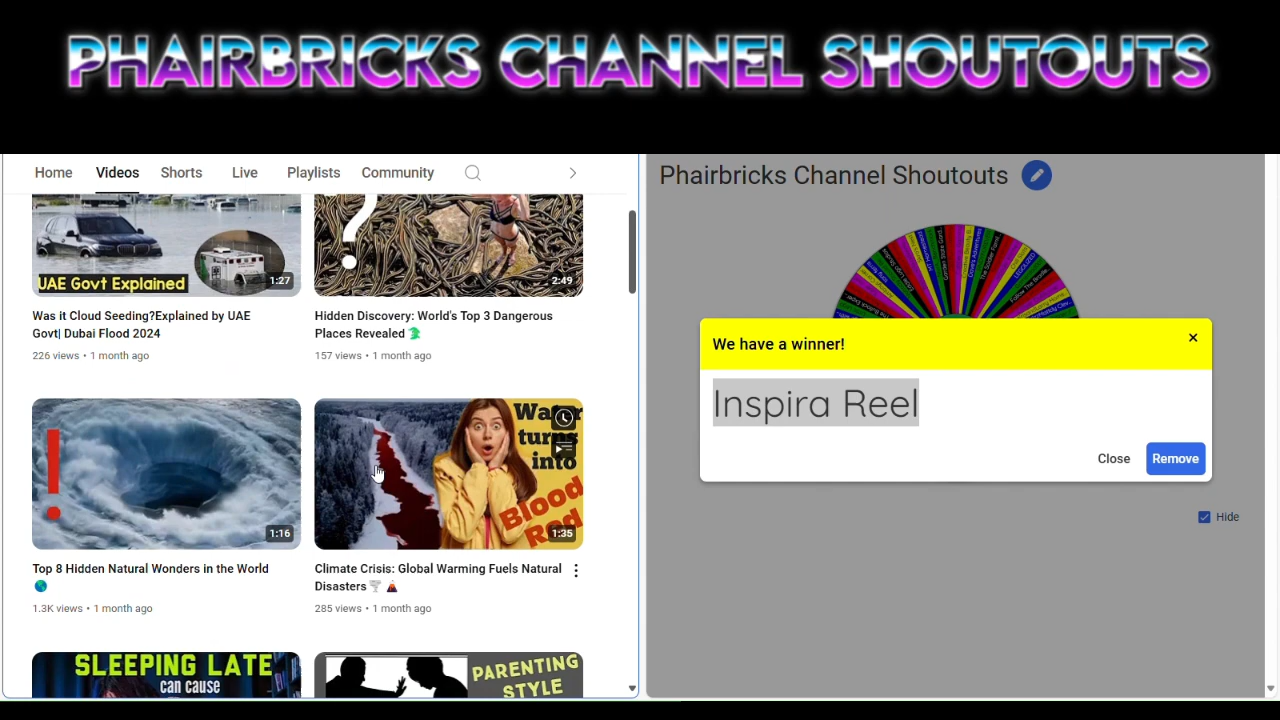 PHAIRBRICKS CHANNEL SHOUTOUTS
Home Videos Shorts Live Playlists Community
UAE Govt Explained
1:27
?
2:49
Was it Cloud Seeding?Explained by UAE
Govt| Dubai Flood 2024
226 views • 1 month ago
Hidden Discovery: World's Top 3 Dangerous
Places Revealed
157 views • 1 month ago
!
1:16
Water
turns
into
Blood
Red
1:35
Top 8 Hidden Natural Wonders in the World
1.3K views • 1 month ago
Climate Crisis: Global Warming Fuels Natural
Disasters
285 views • 1 month ago
SLEEPING LATE
can cause
PARENTING
STYLE
Phairbricks Channel Shoutouts
We have a winner!
×
Inspira Reel
Close Remove
Hide